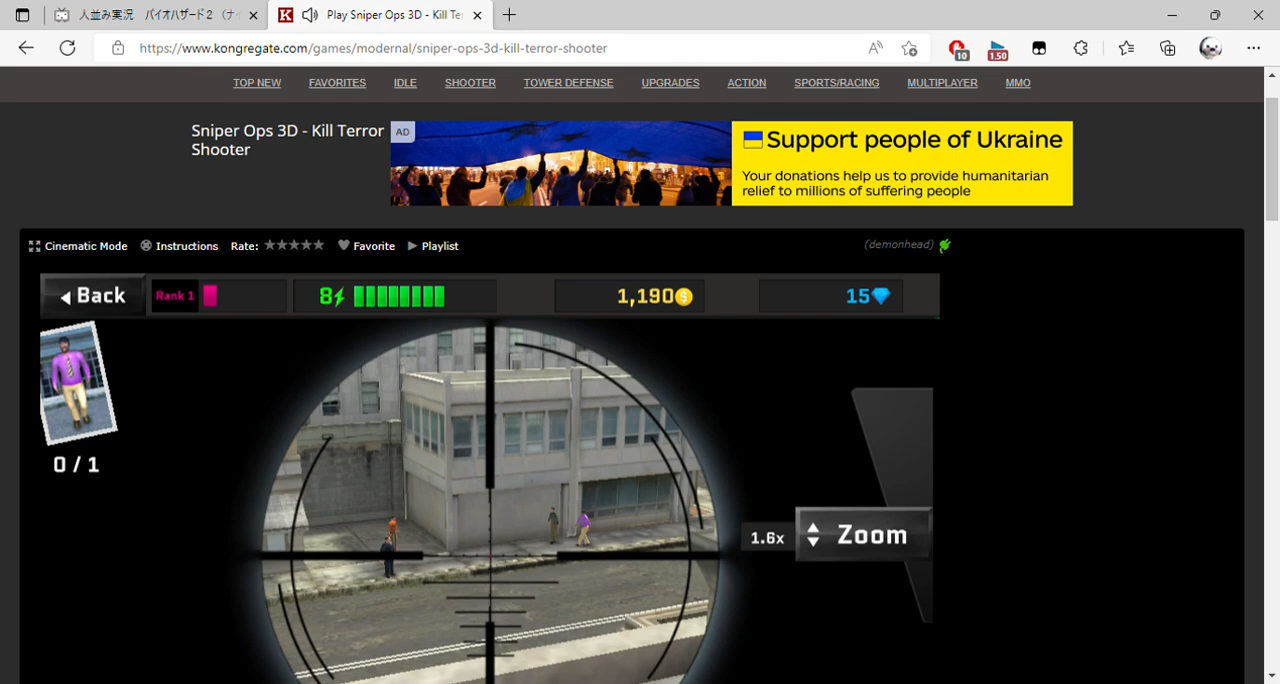 人並み実況 バイオハザード２ （ナイ
Play Sniper Ops 3D - Kill Ter
https://www.kongregate.com/games/modernal/sniper-ops-3d-kill-terror-shooter
10
1.50
TOP NEW
FAVORITES
IDLE
SHOOTER
TOWER DEFENSE
UPGRADES
ACTION
SPORTS/RACING
MULTIPLAYER
MMO
Sniper Ops 3D - Kill Terror
Shooter
AD
Support people of Ukraine
Your donations help us to provide humanitarian
relief to millions of suffering people
Cinematic Mode
Instructions
Rate:
Favorite
Playlist
(demonhead)
Back
Rank 1
8
1,190
15
0 / 1
1.6x
Zoom